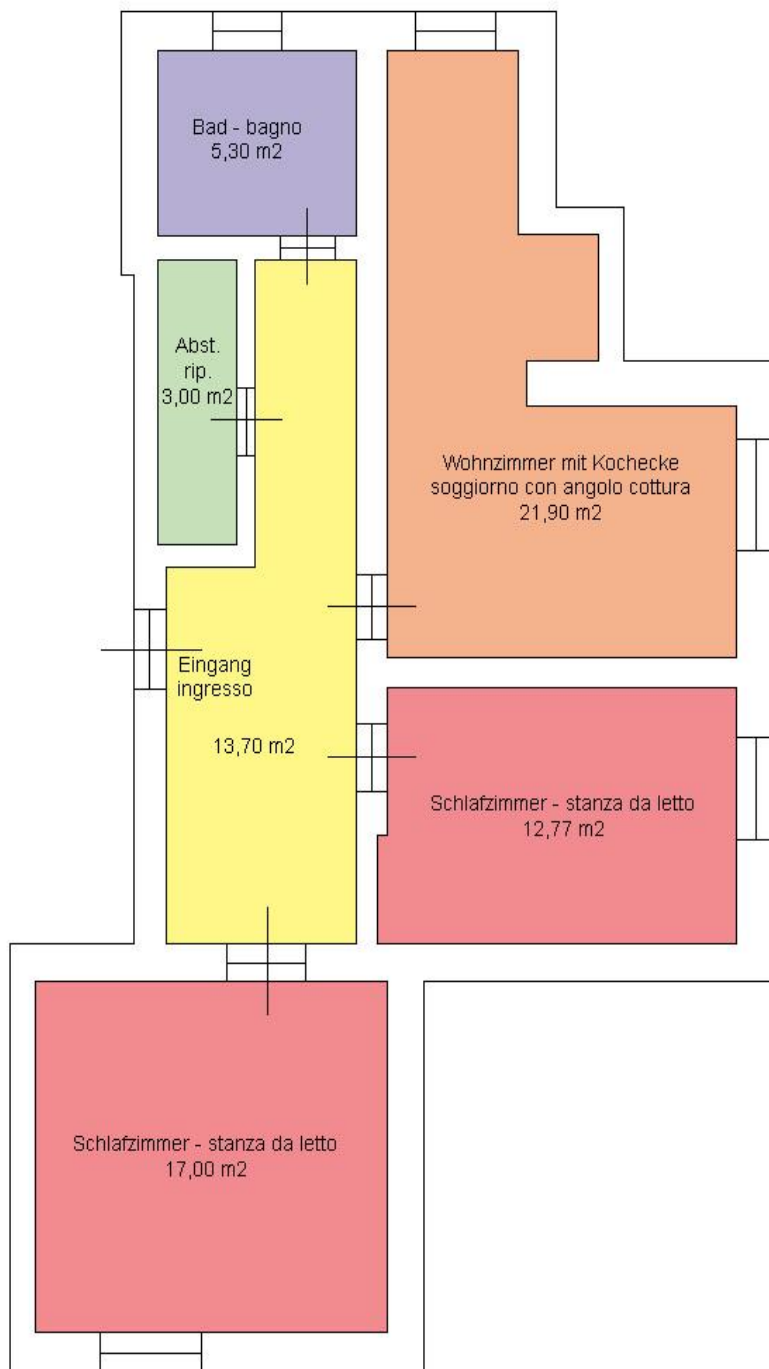 Bad - bagno
5,30 m2
Abst.
rip.
3,00 m2
Wohnzimmer mit Kochecke
soggiorno con angolo cottura
21,90 m2
Eingang
ingresso
13,70 m2
Schlafzimmer - stanza da letto
12,77 m2
Schlafzimmer - stanza da letto
17,00 m2